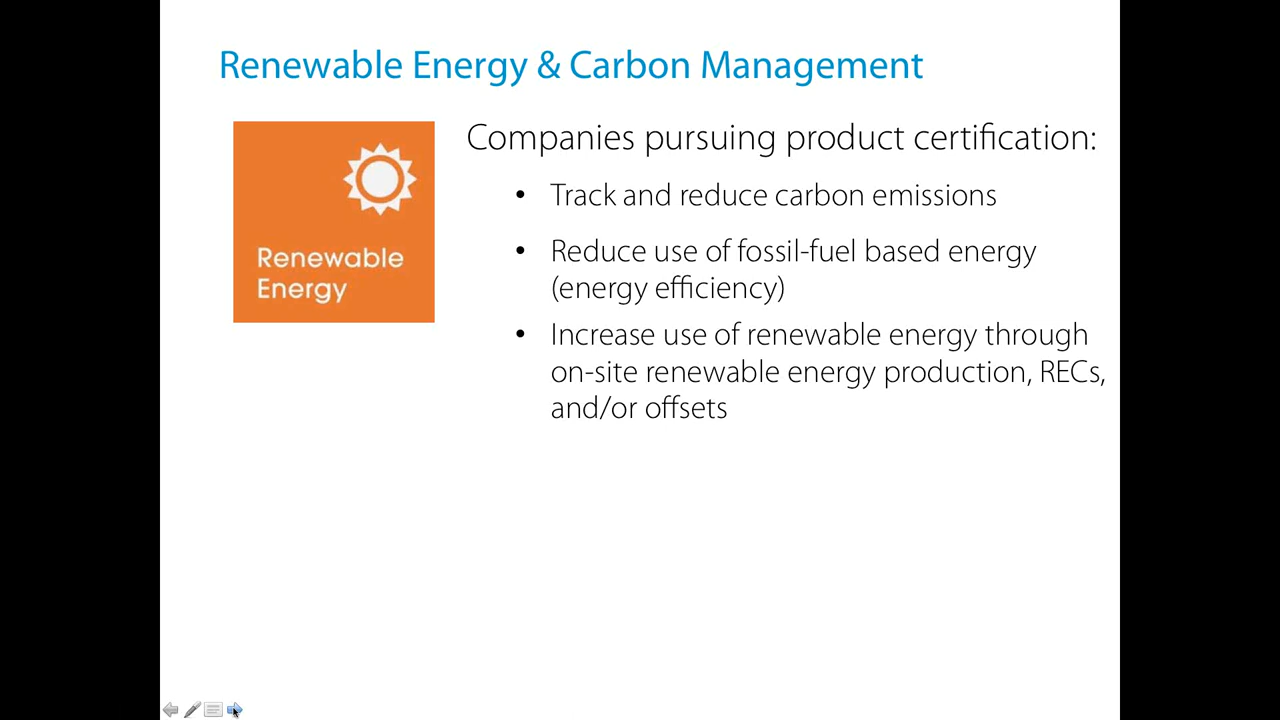 Renewable Energy & Carbon Management
Renewable
Energy
Companies pursuing product certification:
• Track and reduce carbon emissions
• Reduce use of fossil-fuel based energy
(energy efficiency)
• Increase use of renewable energy through
on-site renewable energy production, RECs,
and/or offsets